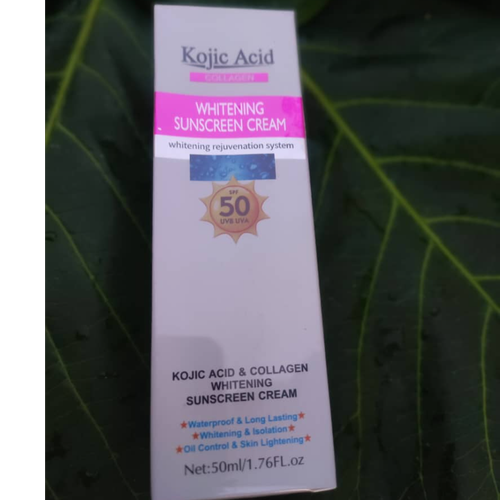 Kojic Acid
COLLAGEN
WHITENING
SUNSCREEN CREAM
whitening rejuvenation system
SPF
50
UVB UVA
KOJIC ACID & COLLAGEN
WHITENING
SUNSCREEN CREAM
★Waterproof & Long Lasting★
★Whitening & Isolation★
★Oil Control & Skin Lightening★
Net:50ml/1.76FL.oz